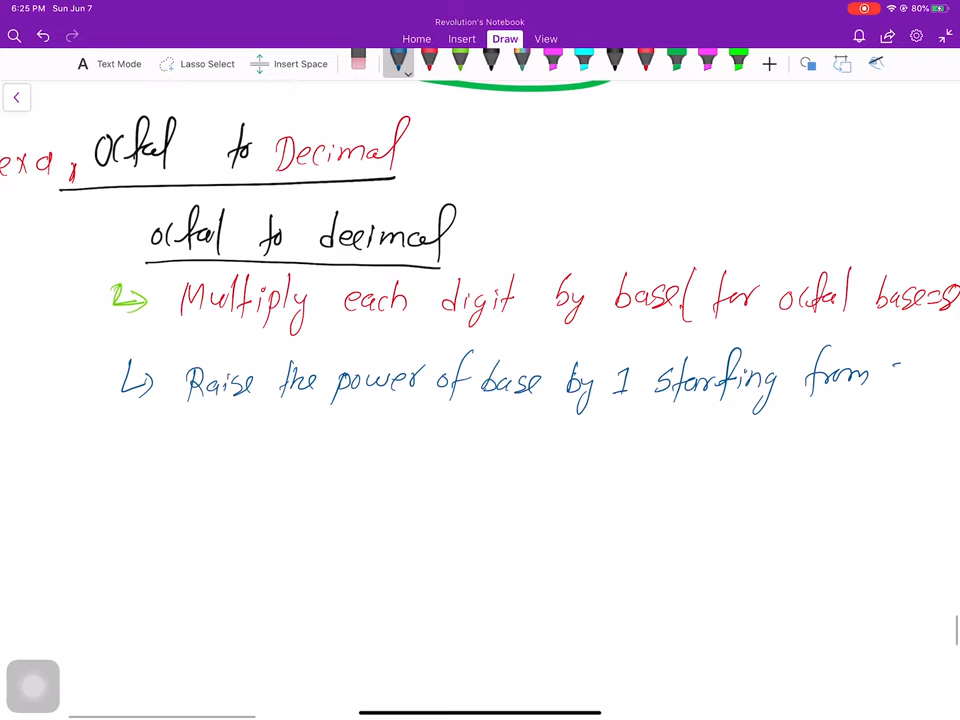 6:25 PM Sun Jun 7
80%
Revolution's Notebook
Home Insert Draw View
A Text Mode Lasso Select Insert Space
exa, octal to Decimal
octal to decimal
Multiply each digit by base( for octal base=8
Raise the power of base by 1 starting from